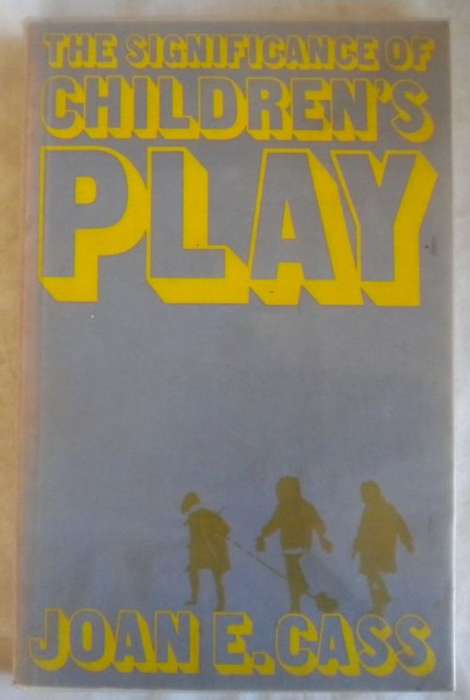 THE SIGNIFICANCE OF
CHILDREN'S
PLAY
JOAN E. CASS